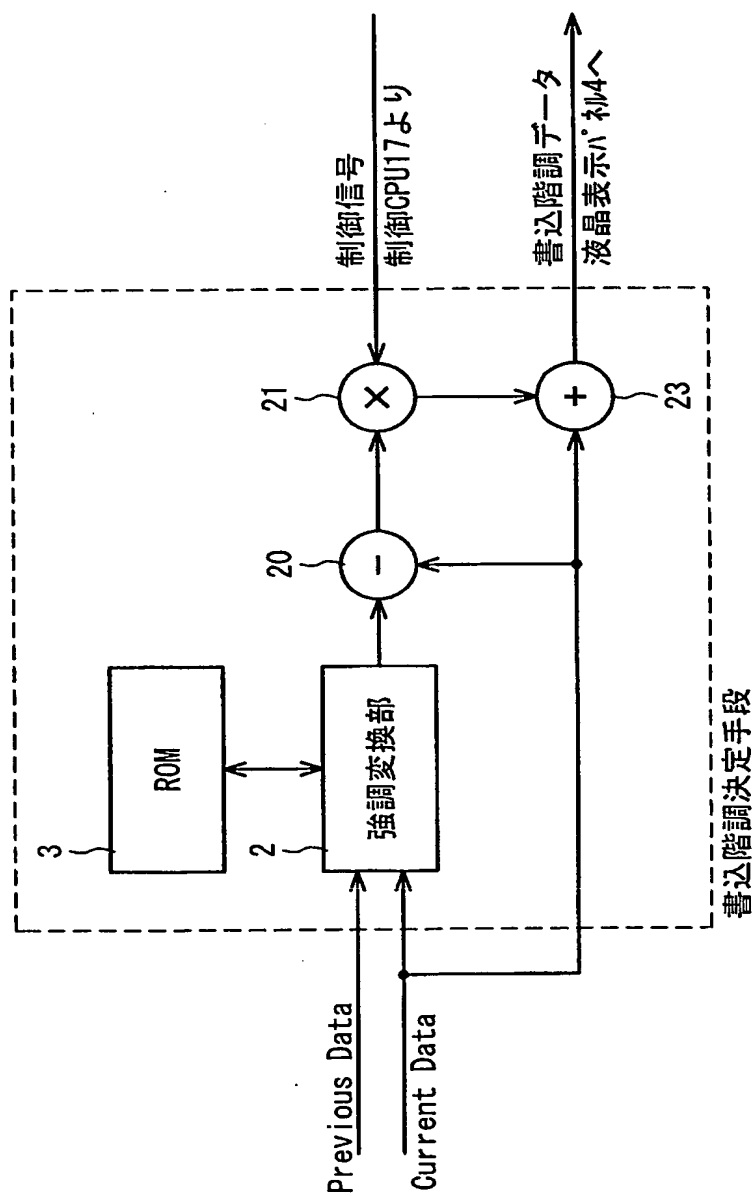 Previous Data
Current Data
3
ROM
2
強調変換部
20
-
21
×
23
+
制御信号
制御CPU17より
書込階調データ
液晶表示パネル4へ
書込階調決定手段